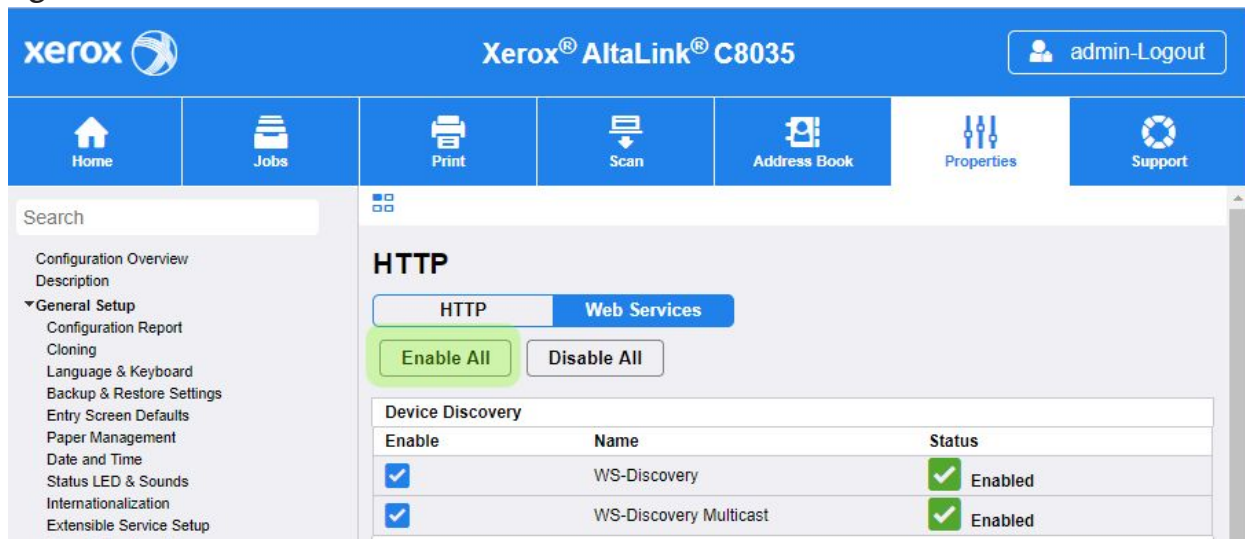 xerox
Xerox® AltaLink® C8035
admin-Logout
Home
Jobs
Print
Scan
Address Book
Properties
Support
Search
Configuration Overview
Description
General Setup
Configuration Report
Cloning
Language & Keyboard
Backup & Restore Settings
Entry Screen Defaults
Paper Management
Date and Time
Status LED & Sounds
Internationalization
Extensible Service Setup
HTTP
HTTP Web Services
Enable All Disable All
Device Discovery
Enable Name Status
WS-Discovery Enabled
WS-Discovery Multicast Enabled